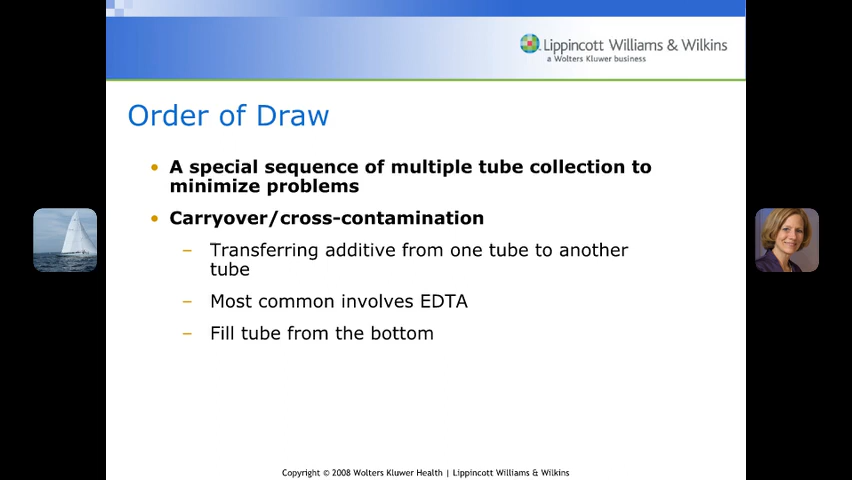 Lippincott Williams & Wilkins
a Wolters Kluwer business
Order of Draw
• A special sequence of multiple tube collection to
minimize problems
• Carryover/cross-contamination
– Transferring additive from one tube to another
tube
– Most common involves EDTA
– Fill tube from the bottom
Copyright © 2008 Wolters Kluwer Health | Lippincott Williams & Wilkins